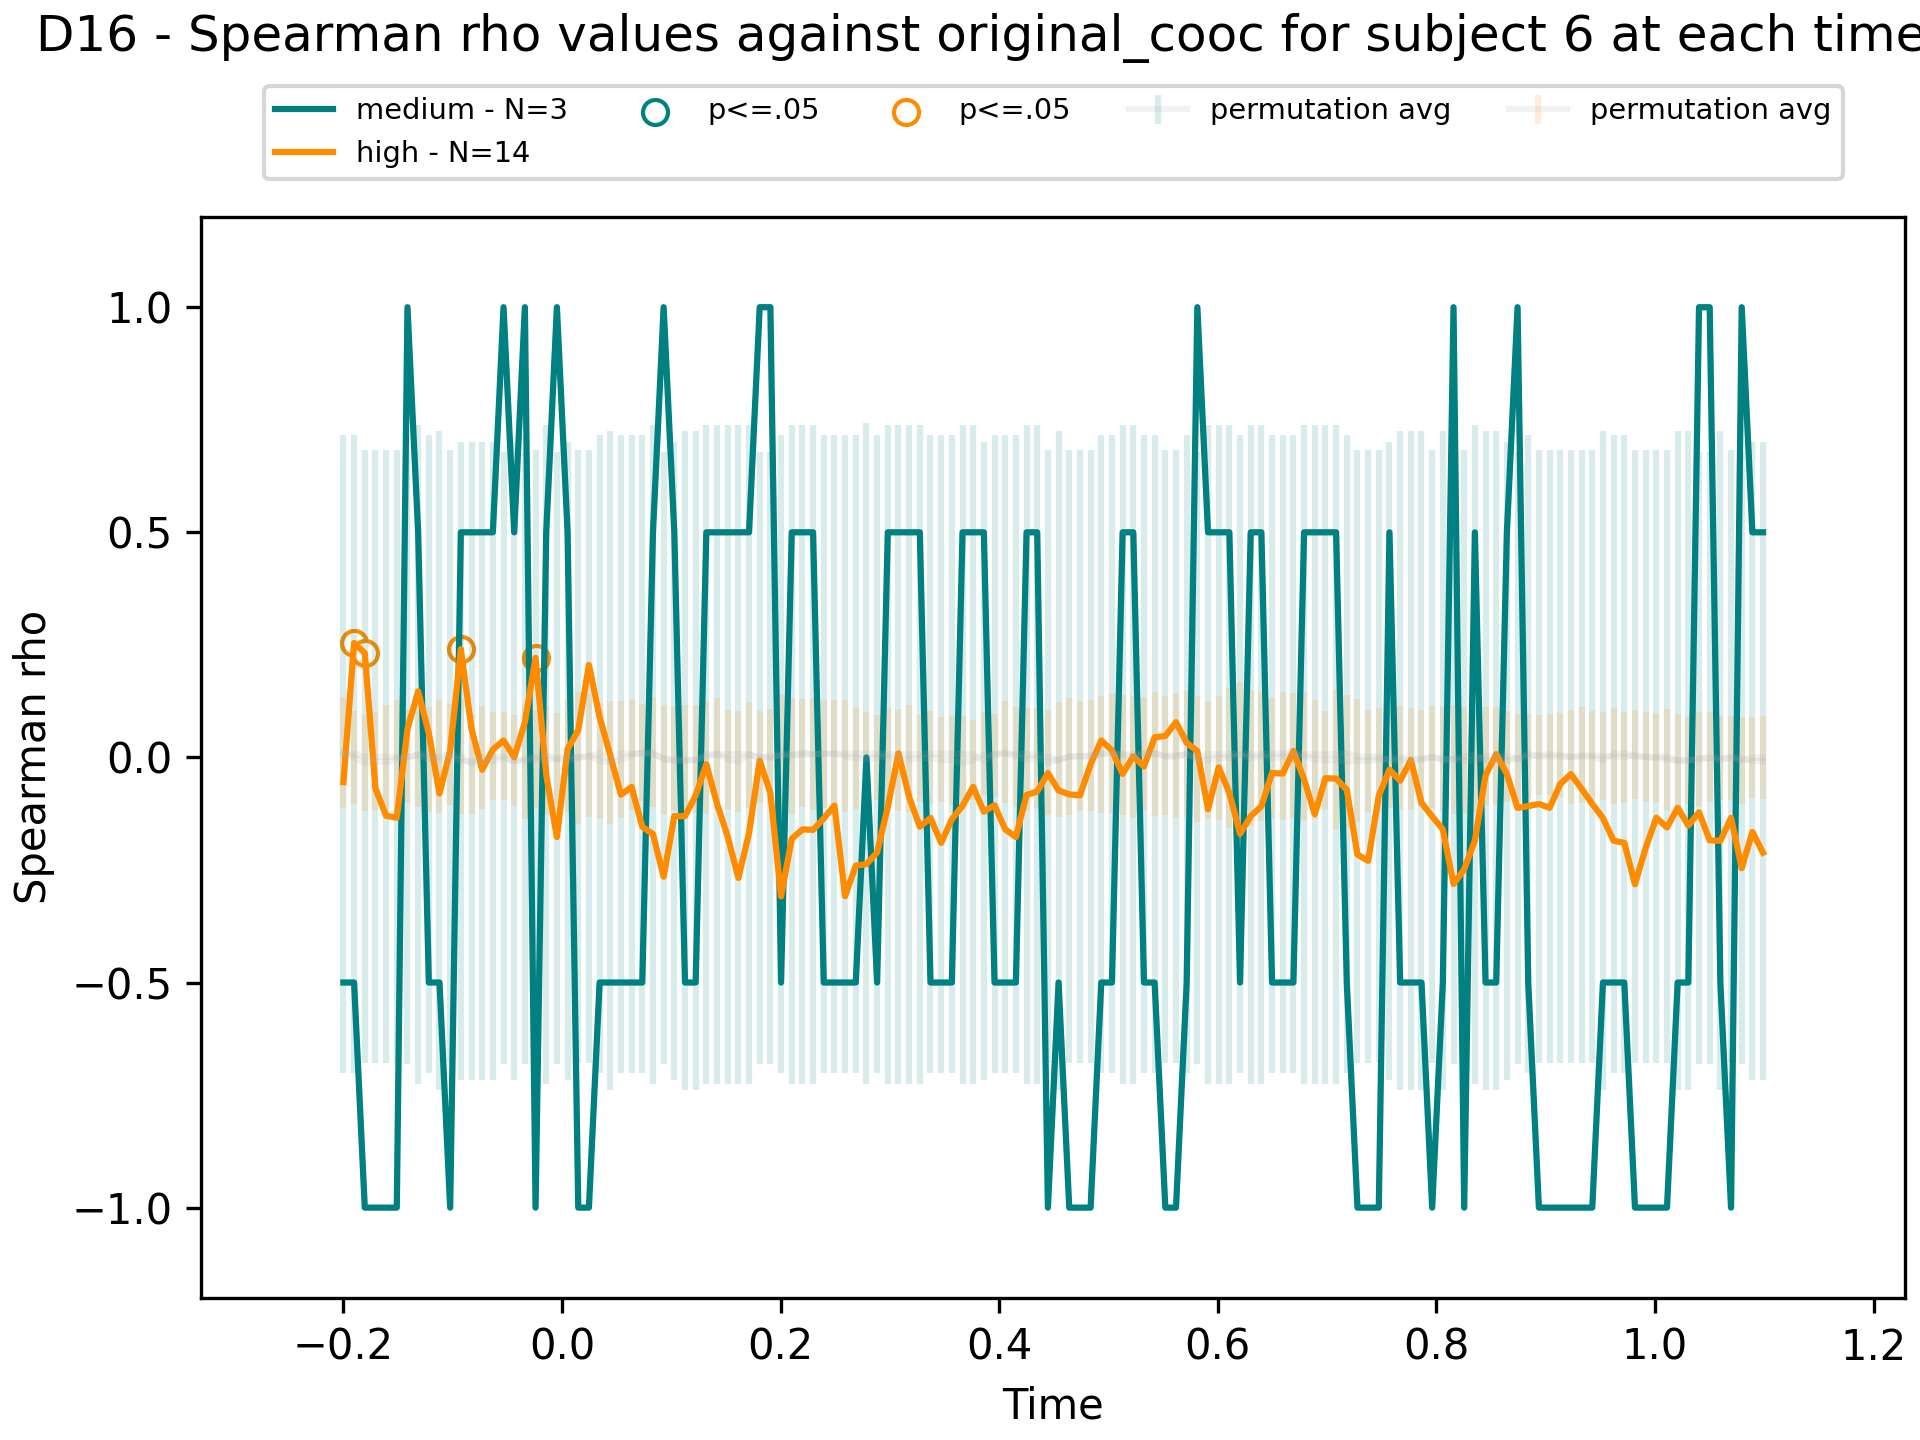 D16 - Spearman rho values against original_cooc for subject 6 at each time
medium - N=3
high - N=14
p<=.05
p<=.05
permutation avg
permutation avg
Spearman rho
1.0
0.5
0.0
−0.5
−1.0
−0.2
0.0
0.2
0.4
0.6
0.8
1.0
1.2
Time